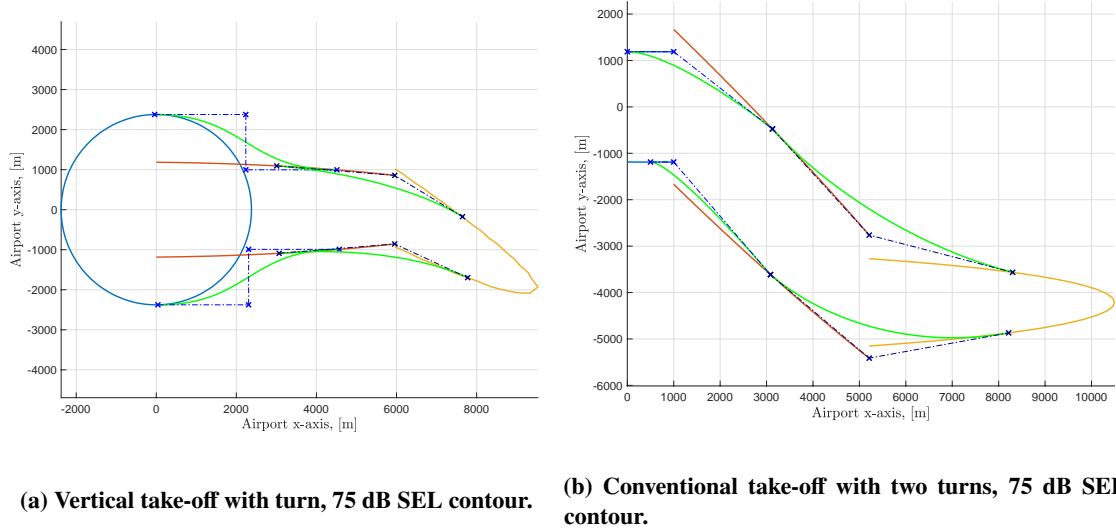 4000
3000
2000
1000
0
-1000
-2000
-3000
-4000
Airport y-axis, [m]
-2000 0 2000 4000 6000 8000
Airport x-axis, [m]
2000
1000
0
-1000
-2000
-3000
-4000
-5000
-6000
Airport y-axis, [m]
0 1000 2000 3000 4000 5000 6000 7000 8000 9000 10000
Airport x-axis, [m]
(a) Vertical take-off with turn, 75 dB SEL contour.
(b) Conventional take-off with two turns, 75 dB SEL
contour.